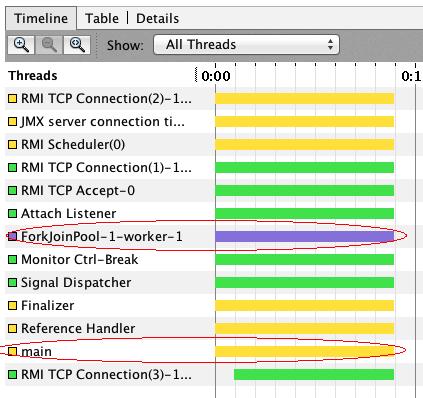 Timeline Table Details
Show: All Threads
Threads 0:00 0:1
RMI TCP Connection(2)-1...
JMX server connection ti...
RMI Scheduler(0)
RMI TCP Connection(1)-1...
RMI TCP Accept-0
Attach Listener
ForkJoinPool-1-worker-1
Monitor Ctrl-Break
Signal Dispatcher
Finalizer
Reference Handler
main
RMI TCP Connection(3)-1...